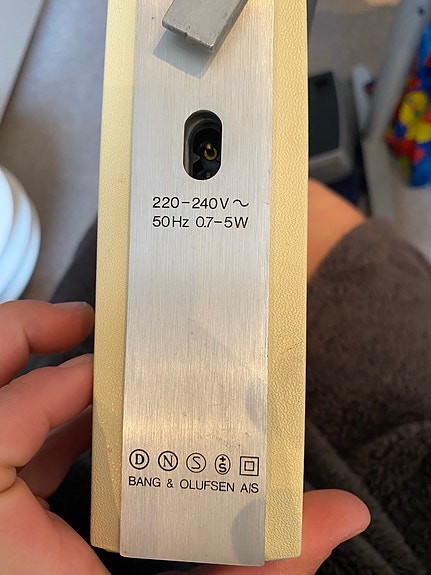 220-240V~
50Hz 0.7-5W
D N S +S
BANG & OLUFSEN A/S